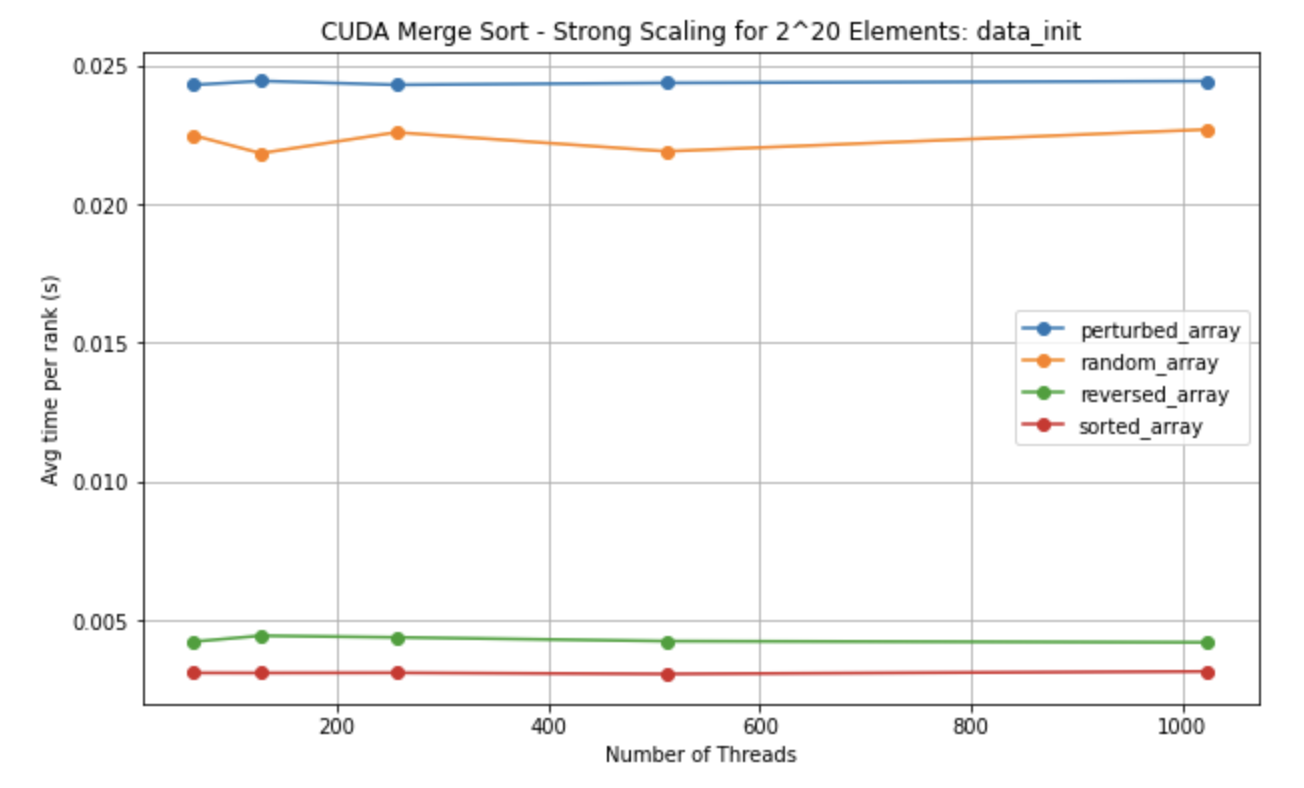 CUDA Merge Sort - Strong Scaling for 2^20 Elements: data_init
0.025
0.020
0.015
0.010
0.005
Avg time per rank (s)
perturbed_array
random_array
reversed_array
sorted_array
200 400 600 800 1000
Number of Threads